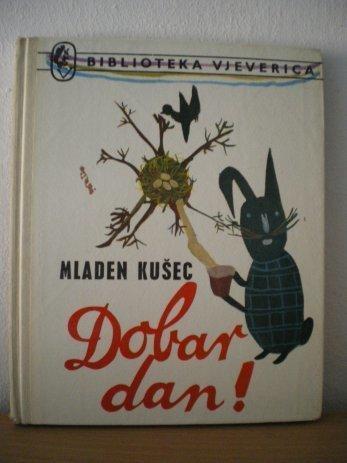 BIBLIOTEKA VJEVERICA
MLADEN KUŠEC
Dobar
dan!